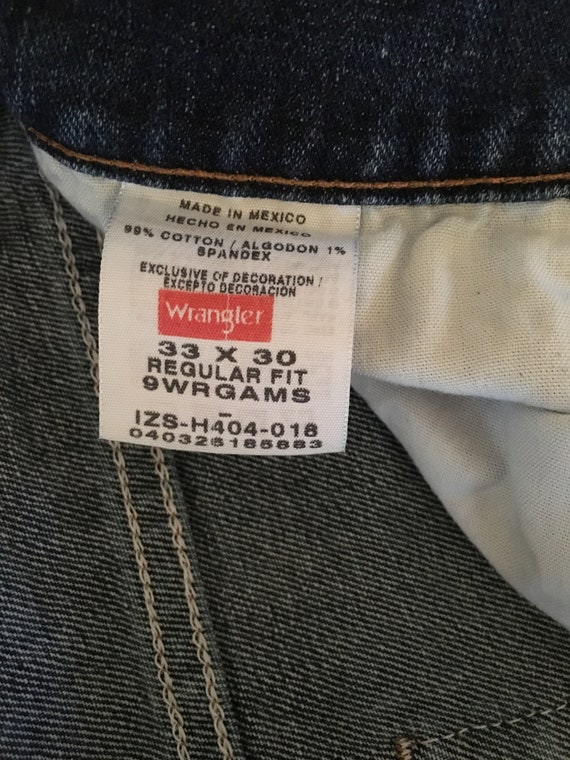 MADE IN MEXICO
HECHO EN MEXICO
99% COTTON / ALGODON 1%
SPANDEX
EXCLUSIVE OF DECORATION /
EXCEPTO DECORACIÓN
Wrangler
33 X 30
REGULAR FIT
9WRGAMS
-
IZS-H404-018
040326185883